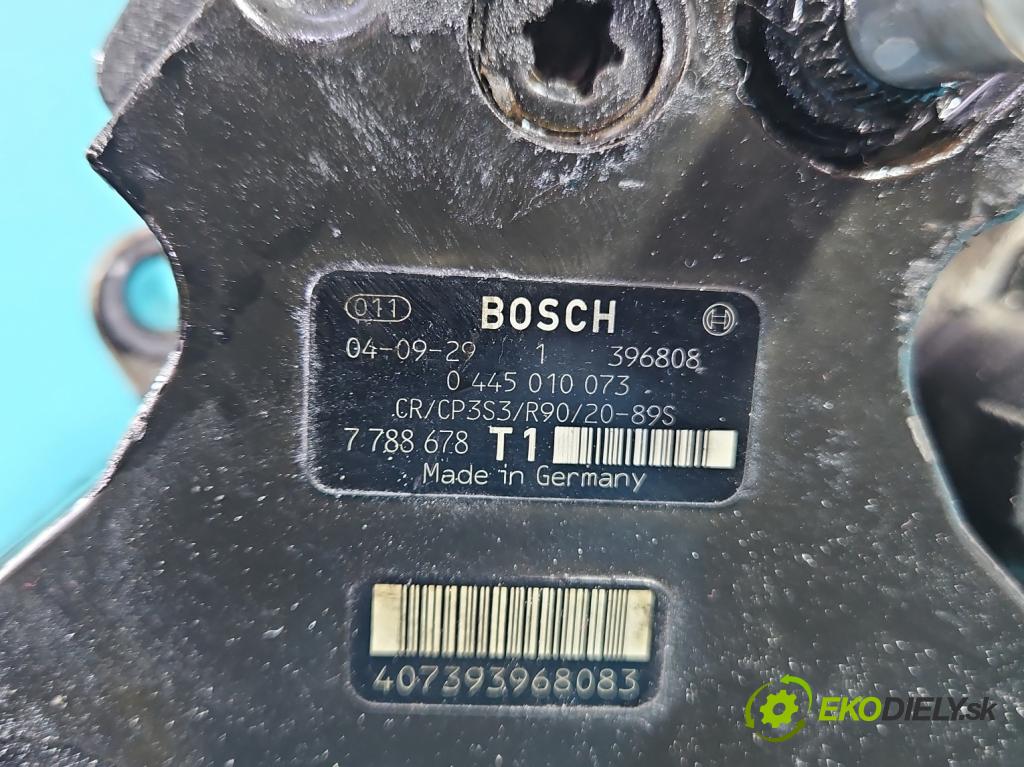 011 BOSCH
04-09-29 1 396808
0 445 010 073
CR/CP3S3/R90/20-89S
7 788 678 T1
Made in Germany
407393968083
EKODIELY.sk